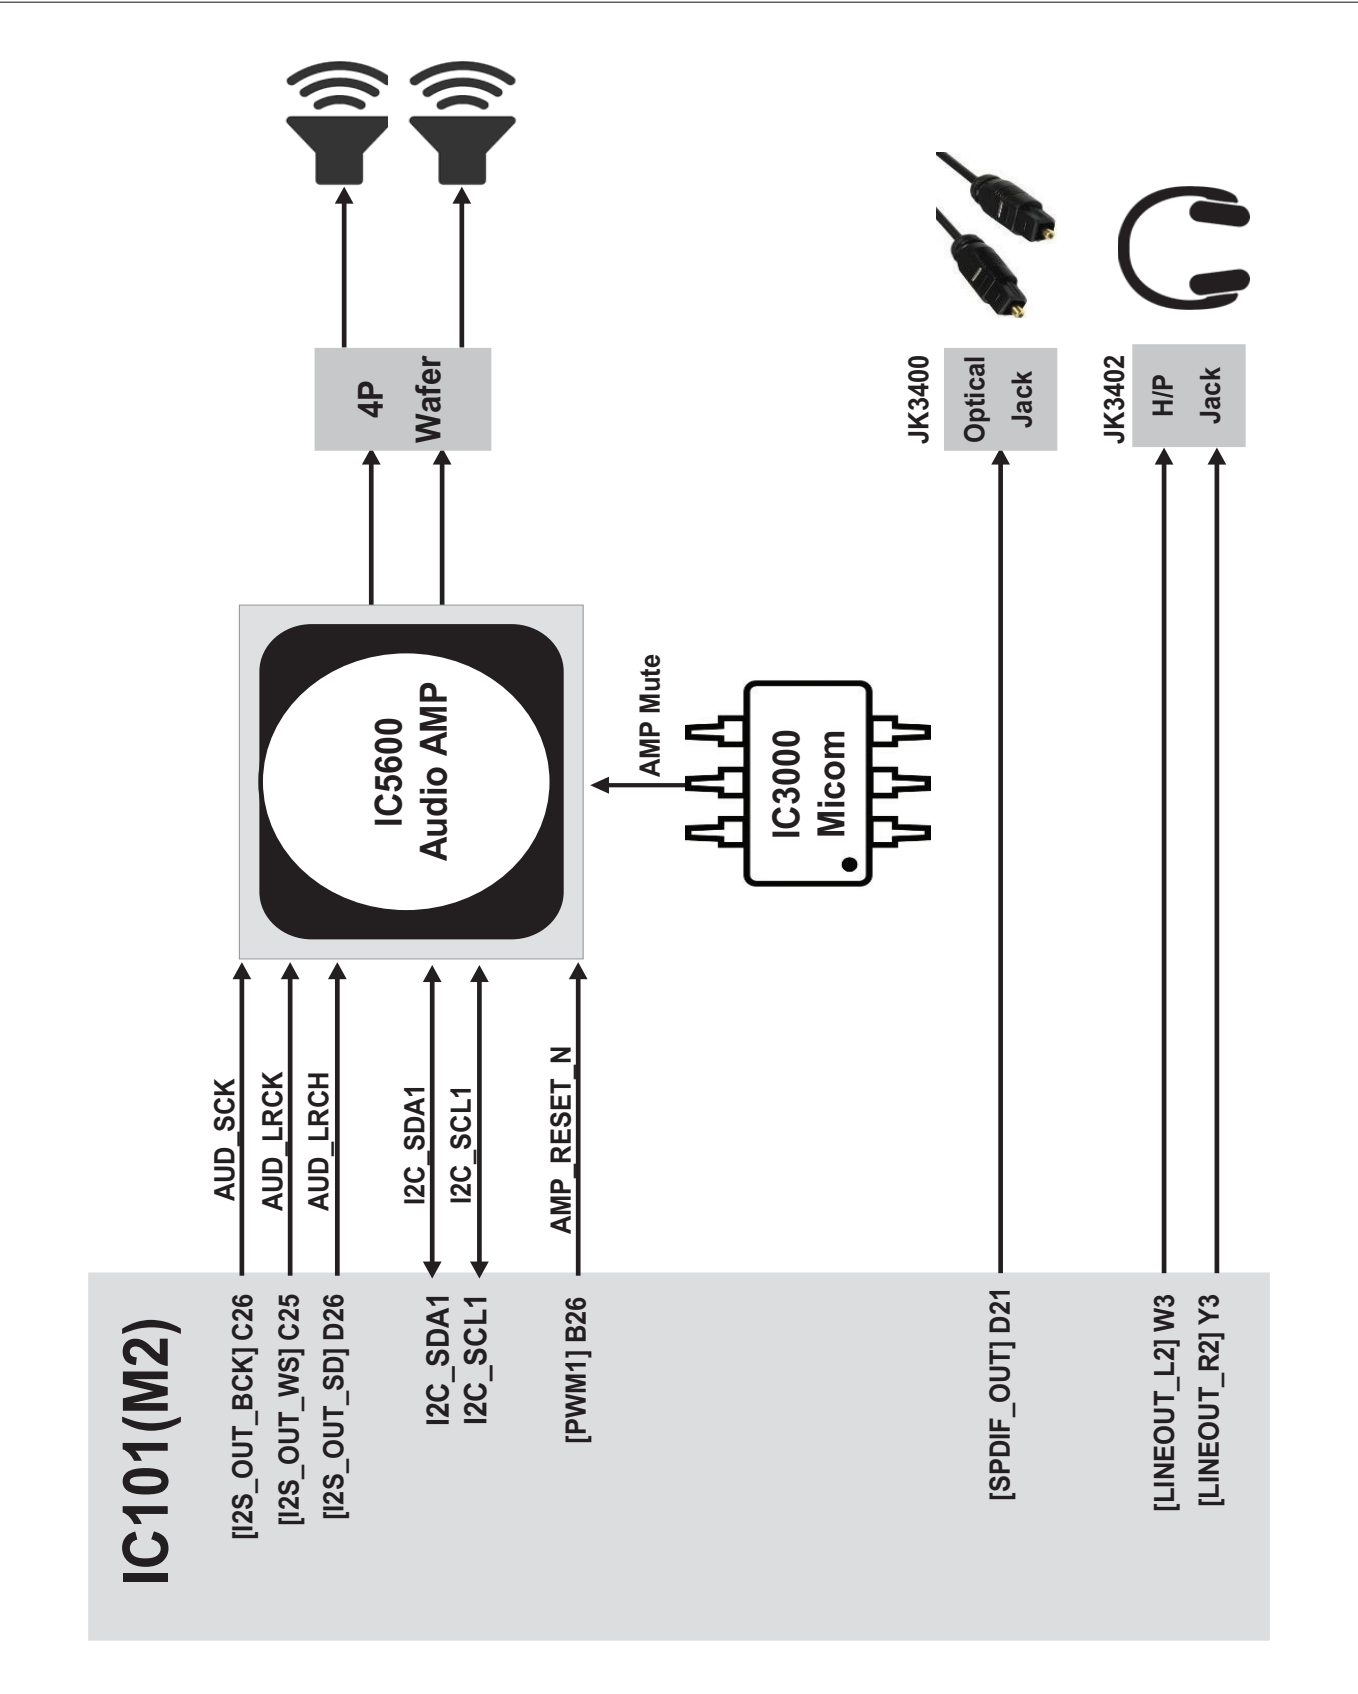 IC101(M2)
[I2S_OUT_BCK] C26
[I2S_OUT_WS] C25
[I2S_OUT_SD] D26
I2C_SDA1
I2C_SCL1
[PWM1] B26
[SPDIF_OUT] D21
[LINEOUT_L2] W3
[LINEOUT_R2] Y3
AUD_SCK
AUD_LRCK
AUD_LRCH
I2C_SDA1
I2C_SCL1
AMP_RESET_N
IC5600
Audio AMP
AMP Mute
IC3000
Micom
4P
Wafer
JK3400
Optical
Jack
JK3402
H/P
Jack